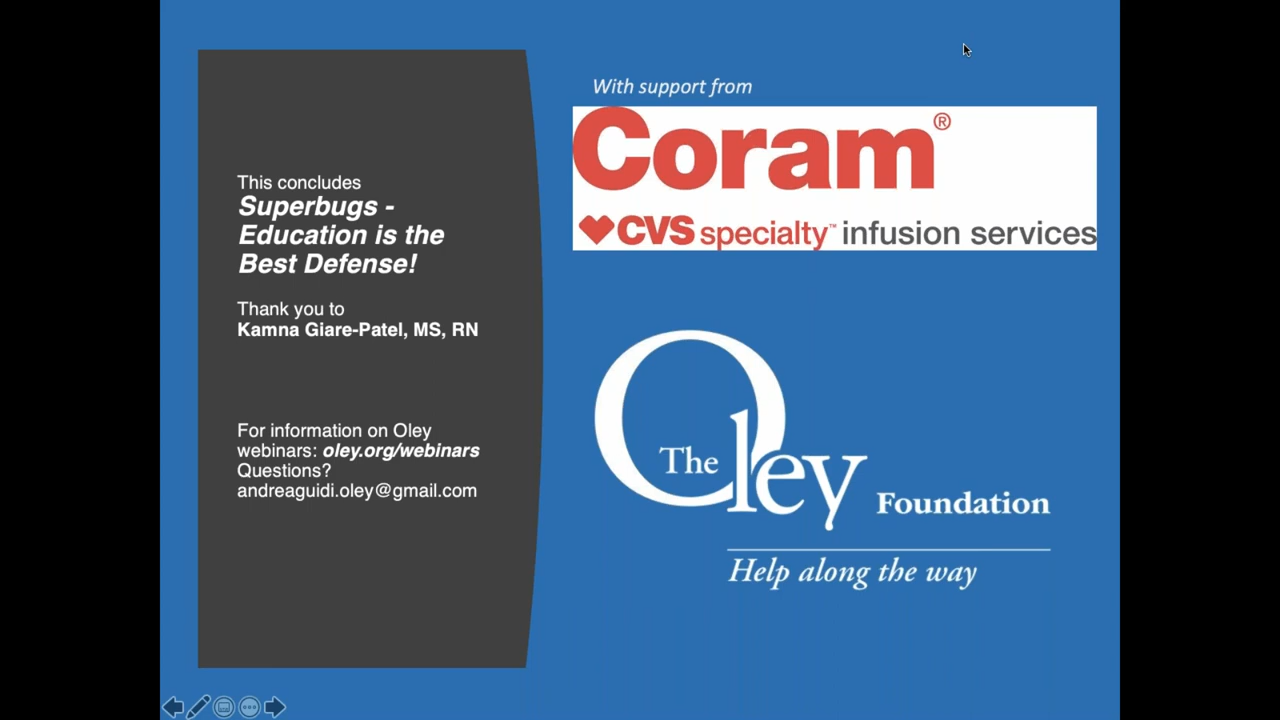 This concludes
Superbugs -
Education is the
Best Defense!
Thank you to
Kamna Giare-Patel, MS, RN
For information on Oley
webinars: oley.org/webinars
Questions?
andreaguidi.oley@gmail.com
With support from
Coram®
CVS specialty™ infusion services
The Oley Foundation
Help along the way